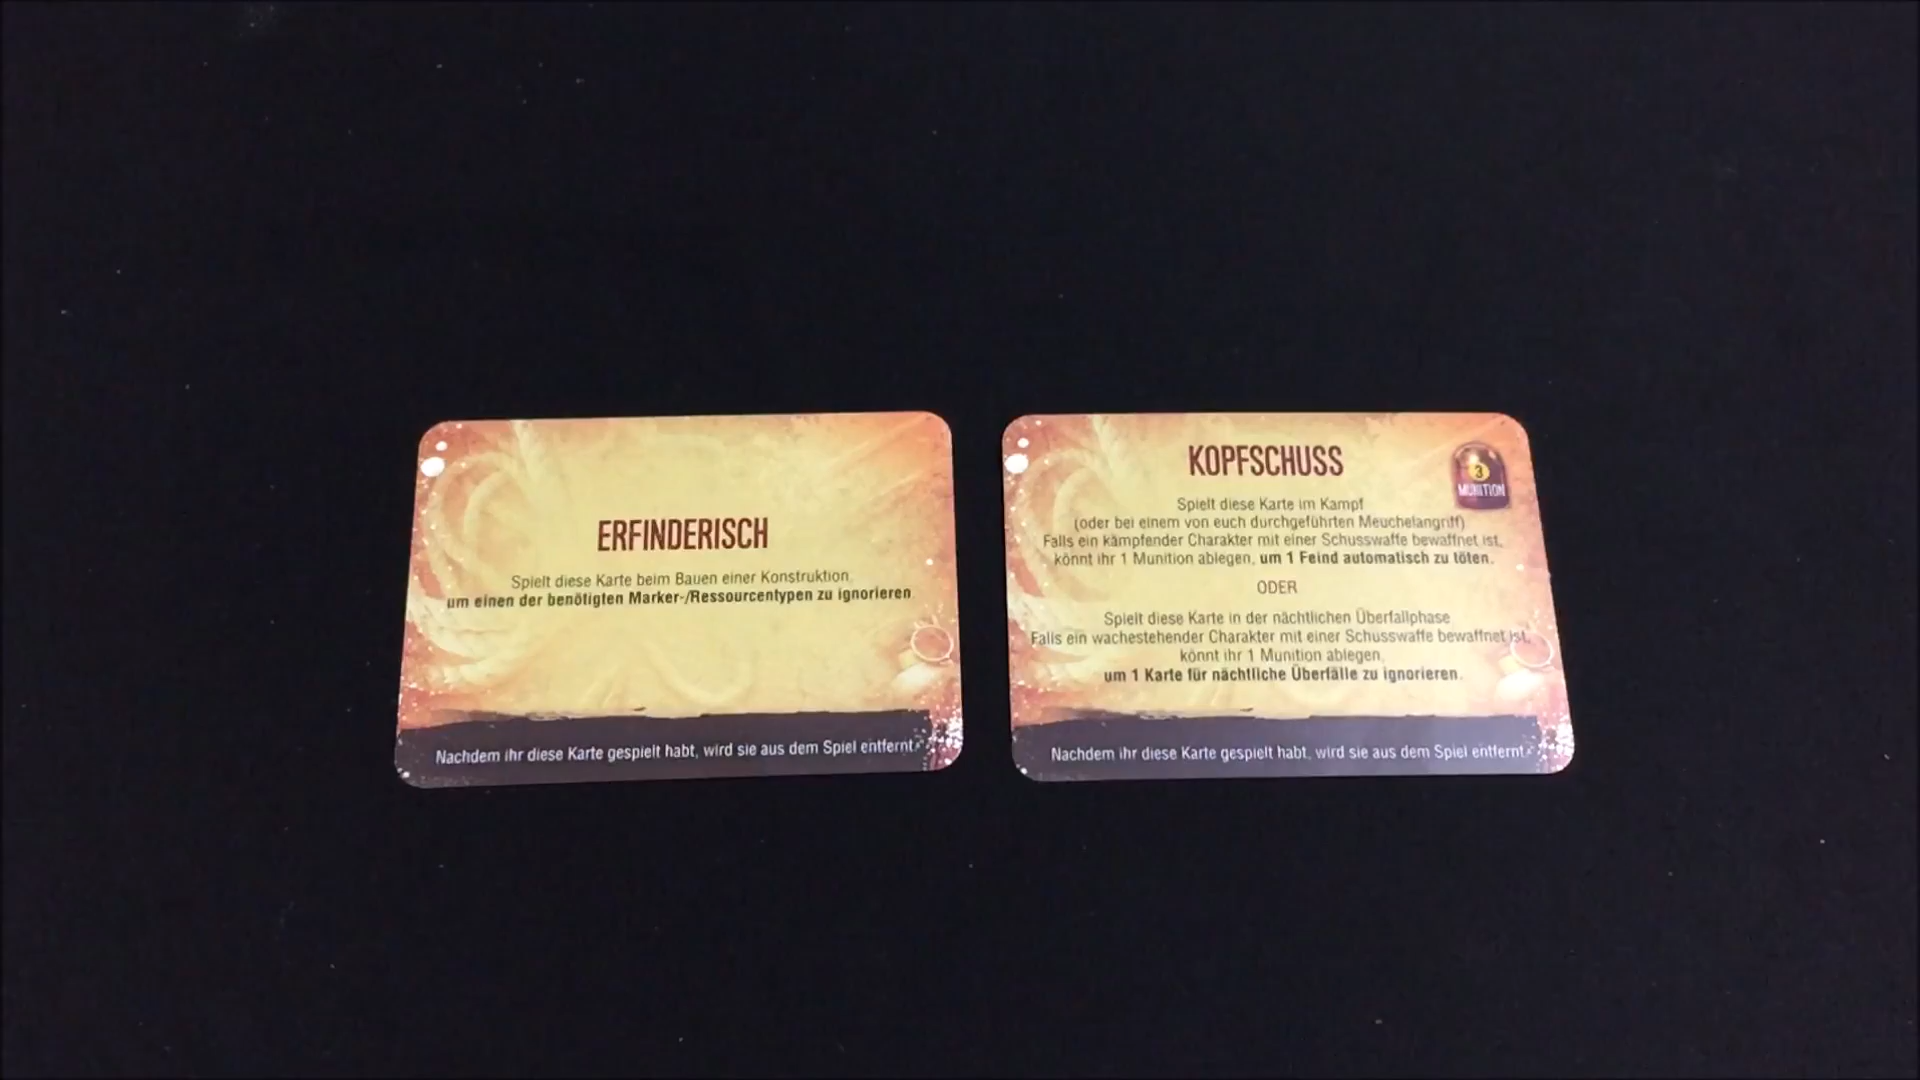 ERFINDERISCH
Spielt diese Karte beim Bauen einer Konstruktion,
um einen der benötigten Marker-/Ressourcentypen zu ignorieren
Nachdem ihr diese Karte gespielt habt, wird sie aus dem Spiel entfernt.
KOPFSCHUSS
3
MUNITION
Spielt diese Karte im Kampf
(oder bei einem von euch durchgeführten Meuchelangriff)
Falls ein kämpfender Charakter mit einer Schusswaffe bewaffnet ist,
könnt ihr 1 Munition ablegen, um 1 Feind automatisch zu töten.
ODER
Spielt diese Karte in der nächtlichen Überfallphase
Falls ein wachestehender Charakter mit einer Schusswaffe bewaffnet ist,
könnt ihr 1 Munition ablegen,
um 1 Karte für nächtliche Überfälle zu ignorieren.
Nachdem ihr diese Karte gespielt habt, wird sie aus dem Spiel entfernt.